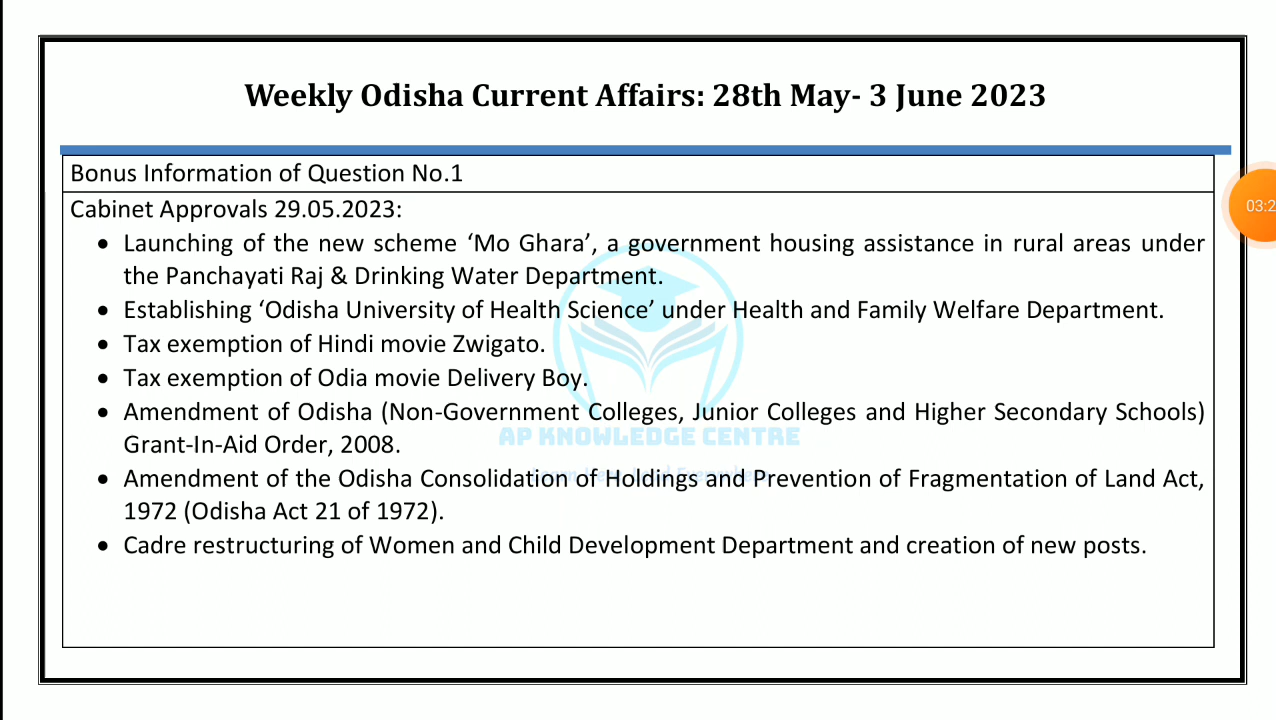 Weekly Odisha Current Affairs: 28th May- 3 June 2023
Bonus Information of Question No.1
03:2
Cabinet Approvals 29.05.2023:
• Launching of the new scheme ‘Mo Ghara’, a government housing assistance in rural areas under
the Panchayati Raj & Drinking Water Department.
• Establishing ‘Odisha University of Health Science’ under Health and Family Welfare Department.
• Tax exemption of Hindi movie Zwigato.
• Tax exemption of Odia movie Delivery Boy.
• Amendment of Odisha (Non-Government Colleges, Junior Colleges and Higher Secondary Schools)
AP KNOWLEDGE CENTRE
Grant-In-Aid Order, 2008.
• Amendment of the Odisha Consolidation of Holdings and Prevention of Fragmentation of Land Act,
1972 (Odisha Act 21 of 1972).
• Cadre restructuring of Women and Child Development Department and creation of new posts.